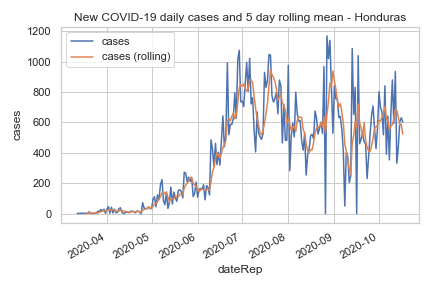 New COVID-19 daily cases and 5 day rolling mean - Honduras
cases
cases (rolling)
1200
1000
800
600
400
200
0
cases
2020-04
2020-05
2020-06
2020-07
2020-08
2020-09
2020-10
dateRep